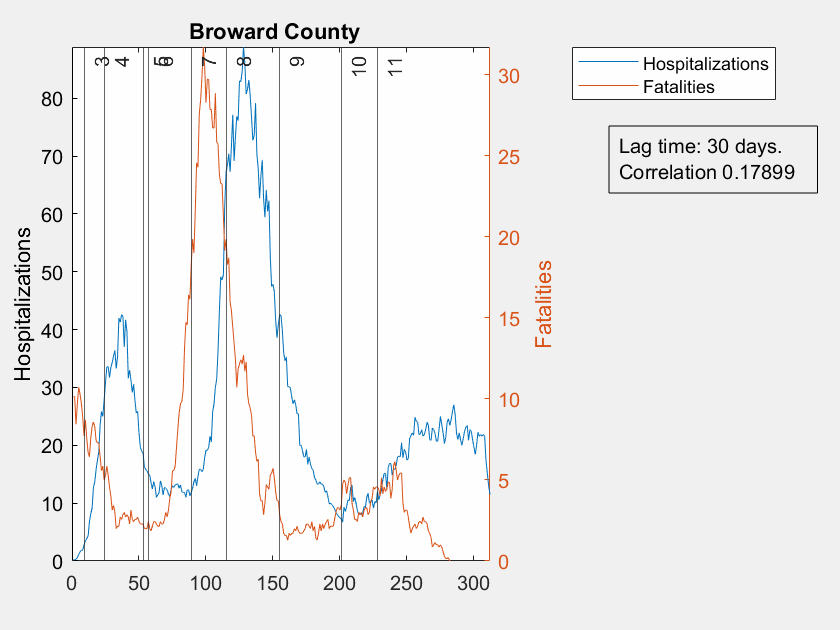 Broward County
3 4 5 6 7 8 9 10 11
Hospitalizations
Fatalities
Lag time: 30 days.
Correlation 0.17899
80
70
60
50
40
30
20
10
0
Hospitalizations
30
25
20
15
10
5
0
Fatalities
0 50 100 150 200 250 300